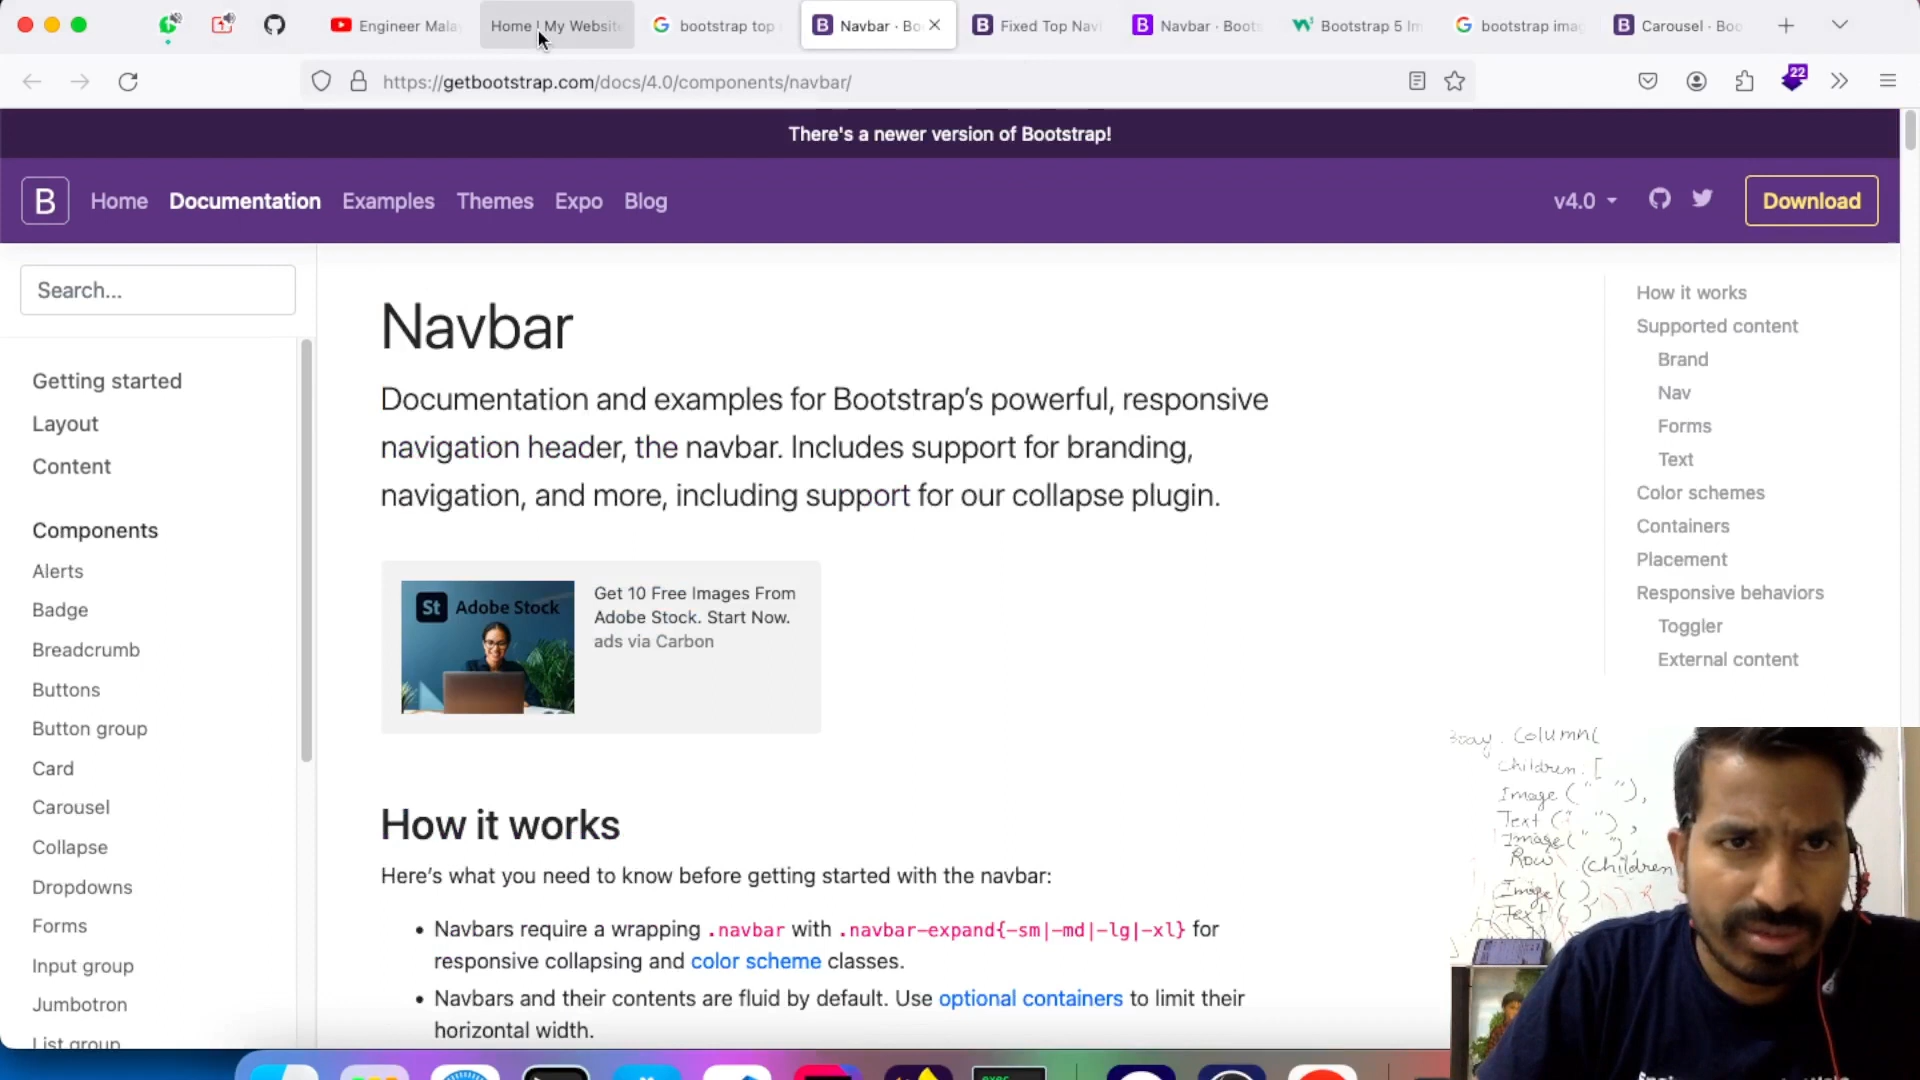 Engineer Mala
Home | My Website
bootstrap top
Navbar · Bo
Fixed Top Nav
Navbar · Boots
Bootstrap 5 Im
bootstrap imag
Carousel · Boo
https://getbootstrap.com/docs/4.0/components/navbar/
22
There's a newer version of Bootstrap!
B Home Documentation Examples Themes Expo Blog v4.0 Download
Search...
Getting started
Layout
Content
Components
Alerts
Badge
Breadcrumb
Buttons
Button group
Card
Carousel
Collapse
Dropdowns
Forms
Input group
Jumbotron
List group
Navbar
Documentation and examples for Bootstrap’s powerful, responsive
navigation header, the navbar. Includes support for branding,
navigation, and more, including support for our collapse plugin.
St Adobe Stock
Get 10 Free Images From
Adobe Stock. Start Now.
ads via Carbon
How it works
Here’s what you need to know before getting started with the navbar:
• Navbars require a wrapping .navbar with .navbar-expand{-sm|-md|-lg|-xl} for
responsive collapsing and color scheme classes.
• Navbars and their contents are fluid by default. Use optional containers to limit their
horizontal width.
How it works
Supported content
Brand
Nav
Forms
Text
Color schemes
Containers
Placement
Responsive behaviors
Toggler
External content
Body. Column(
Children. [
Image (" "),
Text (" "),
Image( " ")
Row (children
Image( )
Text (
exec